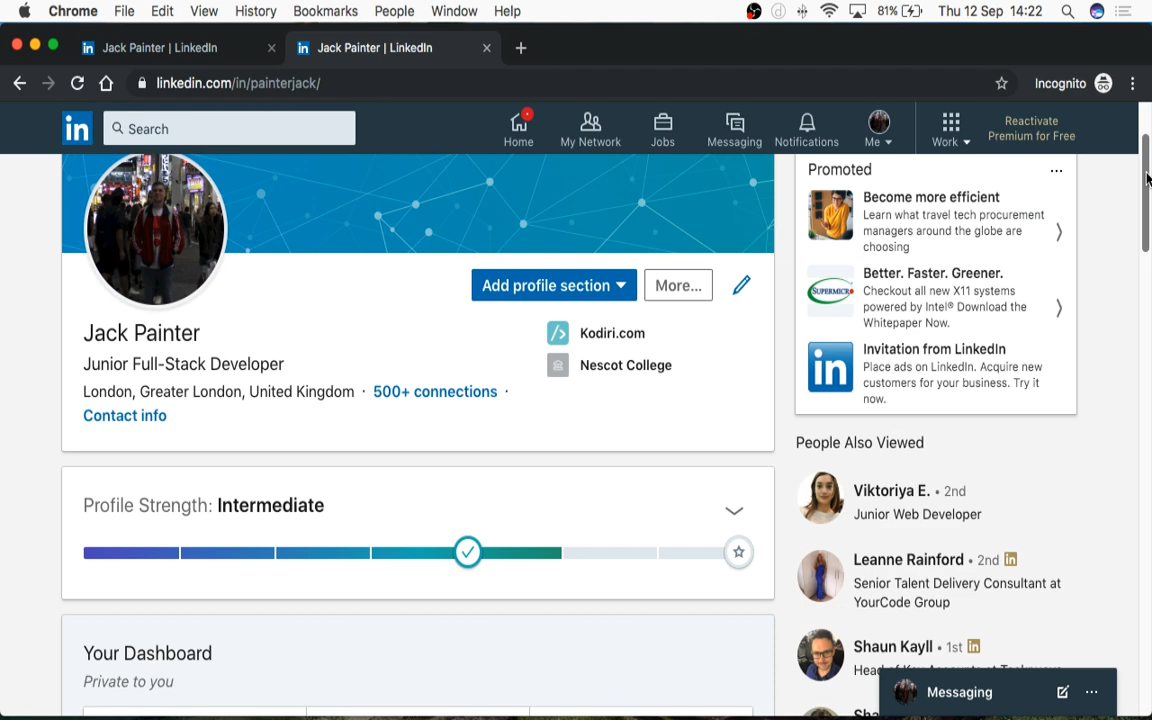 Chrome File Edit View History Bookmarks People Window Help 81% Thu 12 Sep 14:22
Jack Painter | LinkedIn Jack Painter | LinkedIn
linkedin.com/in/painterjack/ Incognito
in Search Home My Network Jobs Messaging Notifications Me Work Reactivate Premium for Free
Promoted
Become more efficient
Learn what travel tech procurement
managers around the globe are
choosing
Better. Faster. Greener.
SUPERMICR
Checkout all new X11 systems
powered by Intel® Download the
Whitepaper Now.
Invitation from LinkedIn
in
Place ads on LinkedIn. Acquire new
customers for your business. Try it
now.
Add profile section More...
Jack Painter
Junior Full-Stack Developer
London, Greater London, United Kingdom · 500+ connections ·
Contact info
Kodiri.com
Nescot College
Profile Strength: Intermediate
Your Dashboard
Private to you
People Also Viewed
Viktoriya E. • 2nd
Junior Web Developer
Leanne Rainford • 2nd in
Senior Talent Delivery Consultant at
YourCode Group
Shaun Kayll • 1st in
Messaging